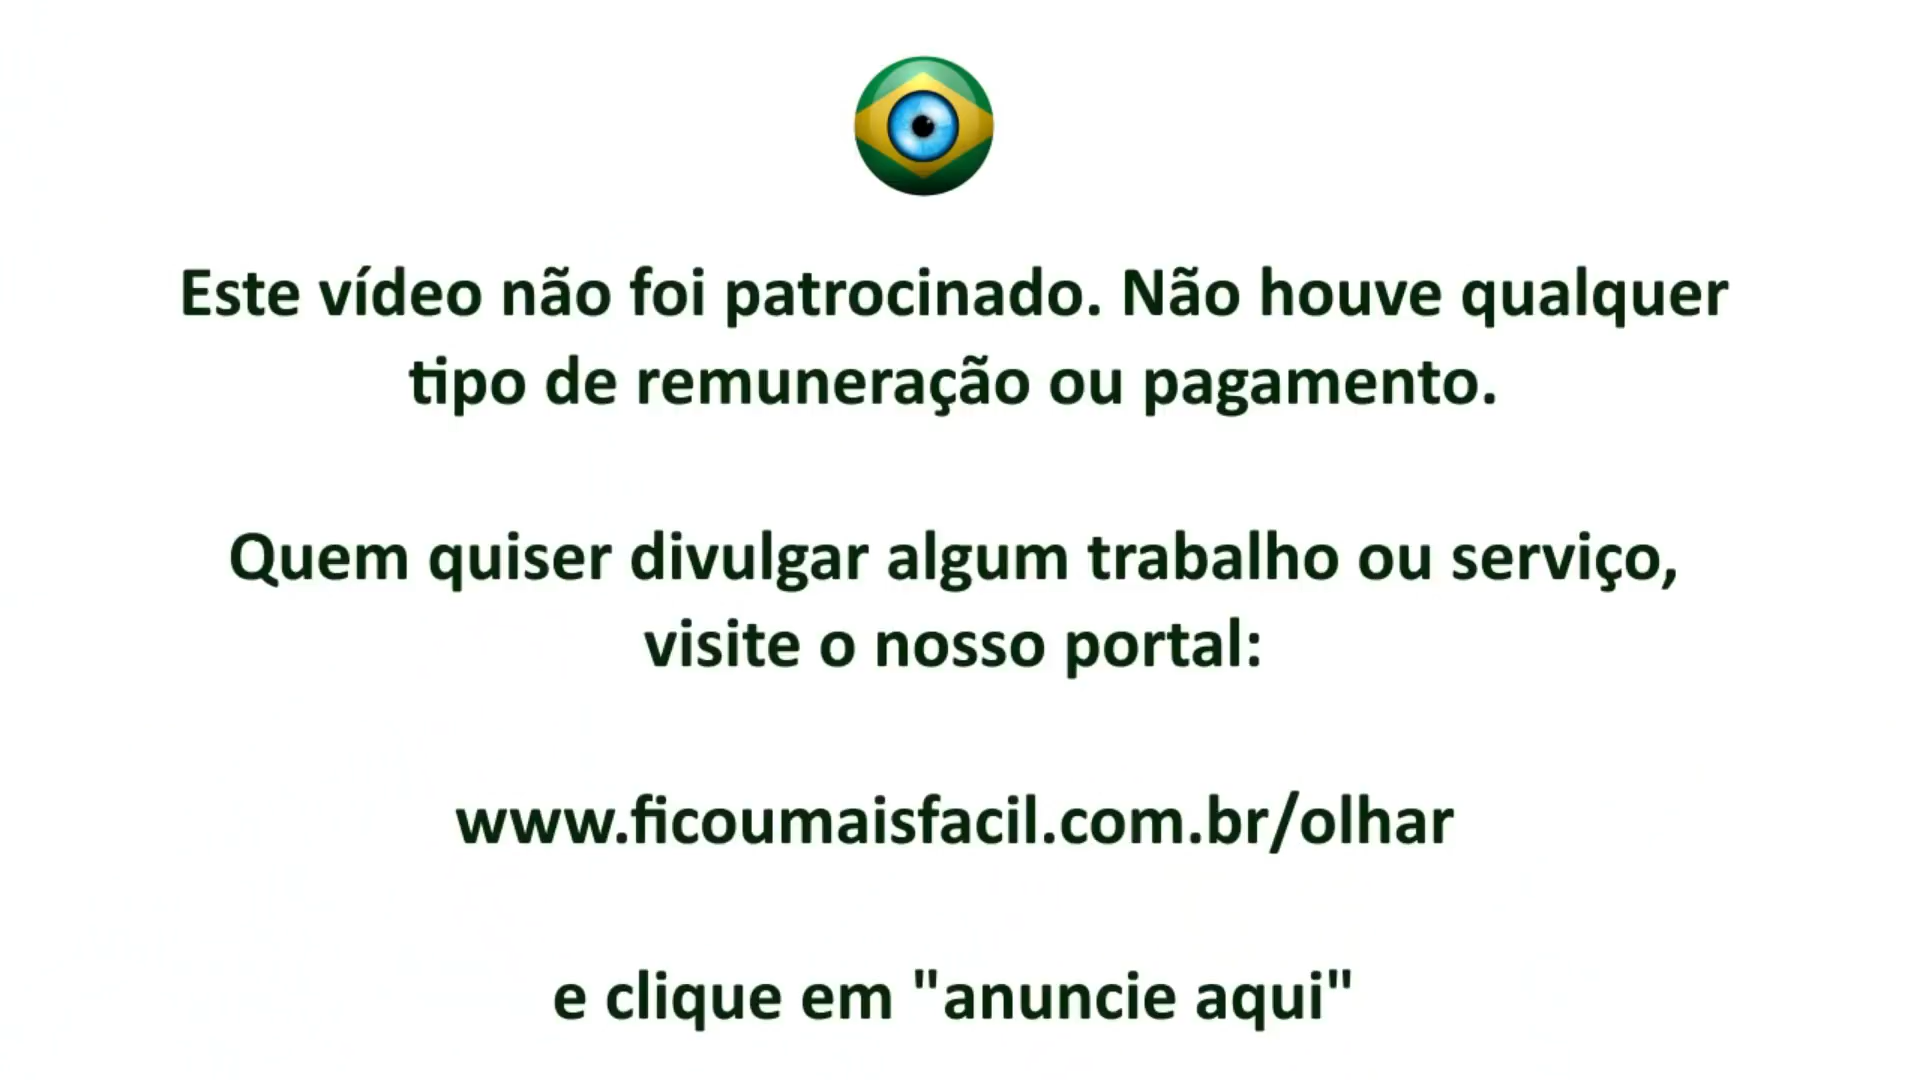 Este vídeo não foi patrocinado. Não houve qualquer
tipo de remuneração ou pagamento.
Quem quiser divulgar algum trabalho ou serviço,
visite o nosso portal:
www.ficoumaisfacil.com.br/olhar
e clique em "anuncie aqui"